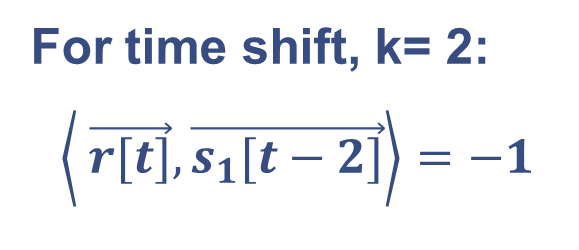 For time shift, k= 2:
⟨r[t]⃗, s₁[t − 2]⃗⟩ = −1